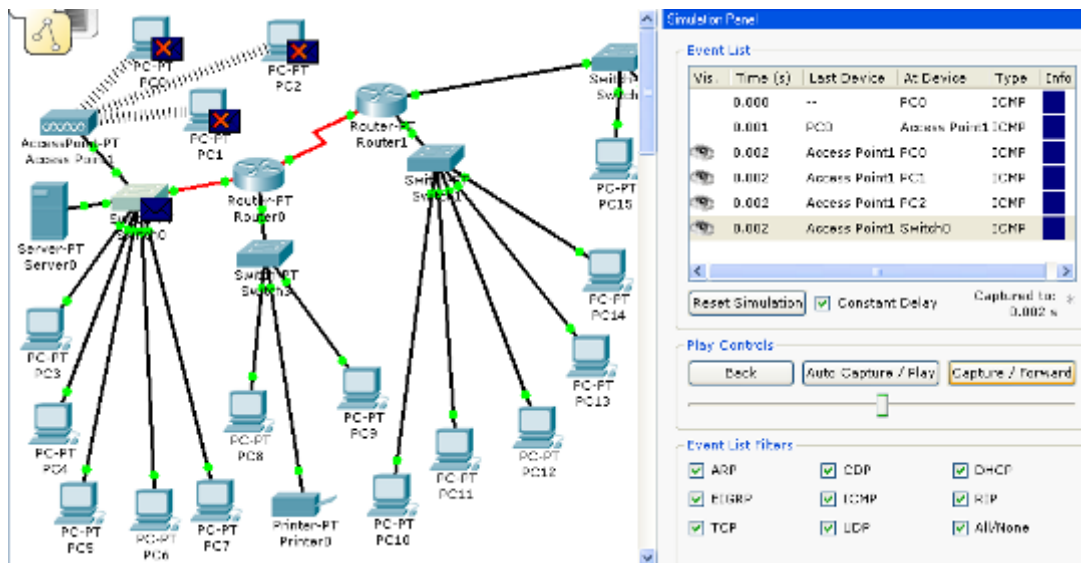 PC-PT
PC0
PC-PT
PC2
PC-PT
PC1
AccessPoint-PT
Access Point1
Router-PT
Router1
Switch
PC-PT
PC15
Router-PT
Router0
Server-PT
Server0
Switch3
PC-PT
PC3
PC-PT
PC4
PC-PT
PC5
PC-PT
PC6
PC-PT
PC7
PC-PT
PC8
PC-PT
PC9
Printer-PT
Printer0
PC-PT
PC10
PC-PT
PC11
PC-PT
PC12
PC-PT
PC13
PC-PT
PC14
Simulation Panel
Event List
Vis. Time (s) Last Device At Device Type Info
0.000 -- PC0 ICMP
0.001 PC0 Access Point1 ICMP
0.002 Access Point1 PC0 ICMP
0.002 Access Point1 PC1 ICMP
0.002 Access Point1 PC2 ICMP
0.002 Access Point1 Switch0 ICMP
Reset Simulation Constant Delay Captured to: *
0.002 s
Play Controls
Back Auto Capture / Play Capture / Forward
Event List Filters
ARP CDP DHCP
EIGRP ICMP RIP
TCP UDP All/None